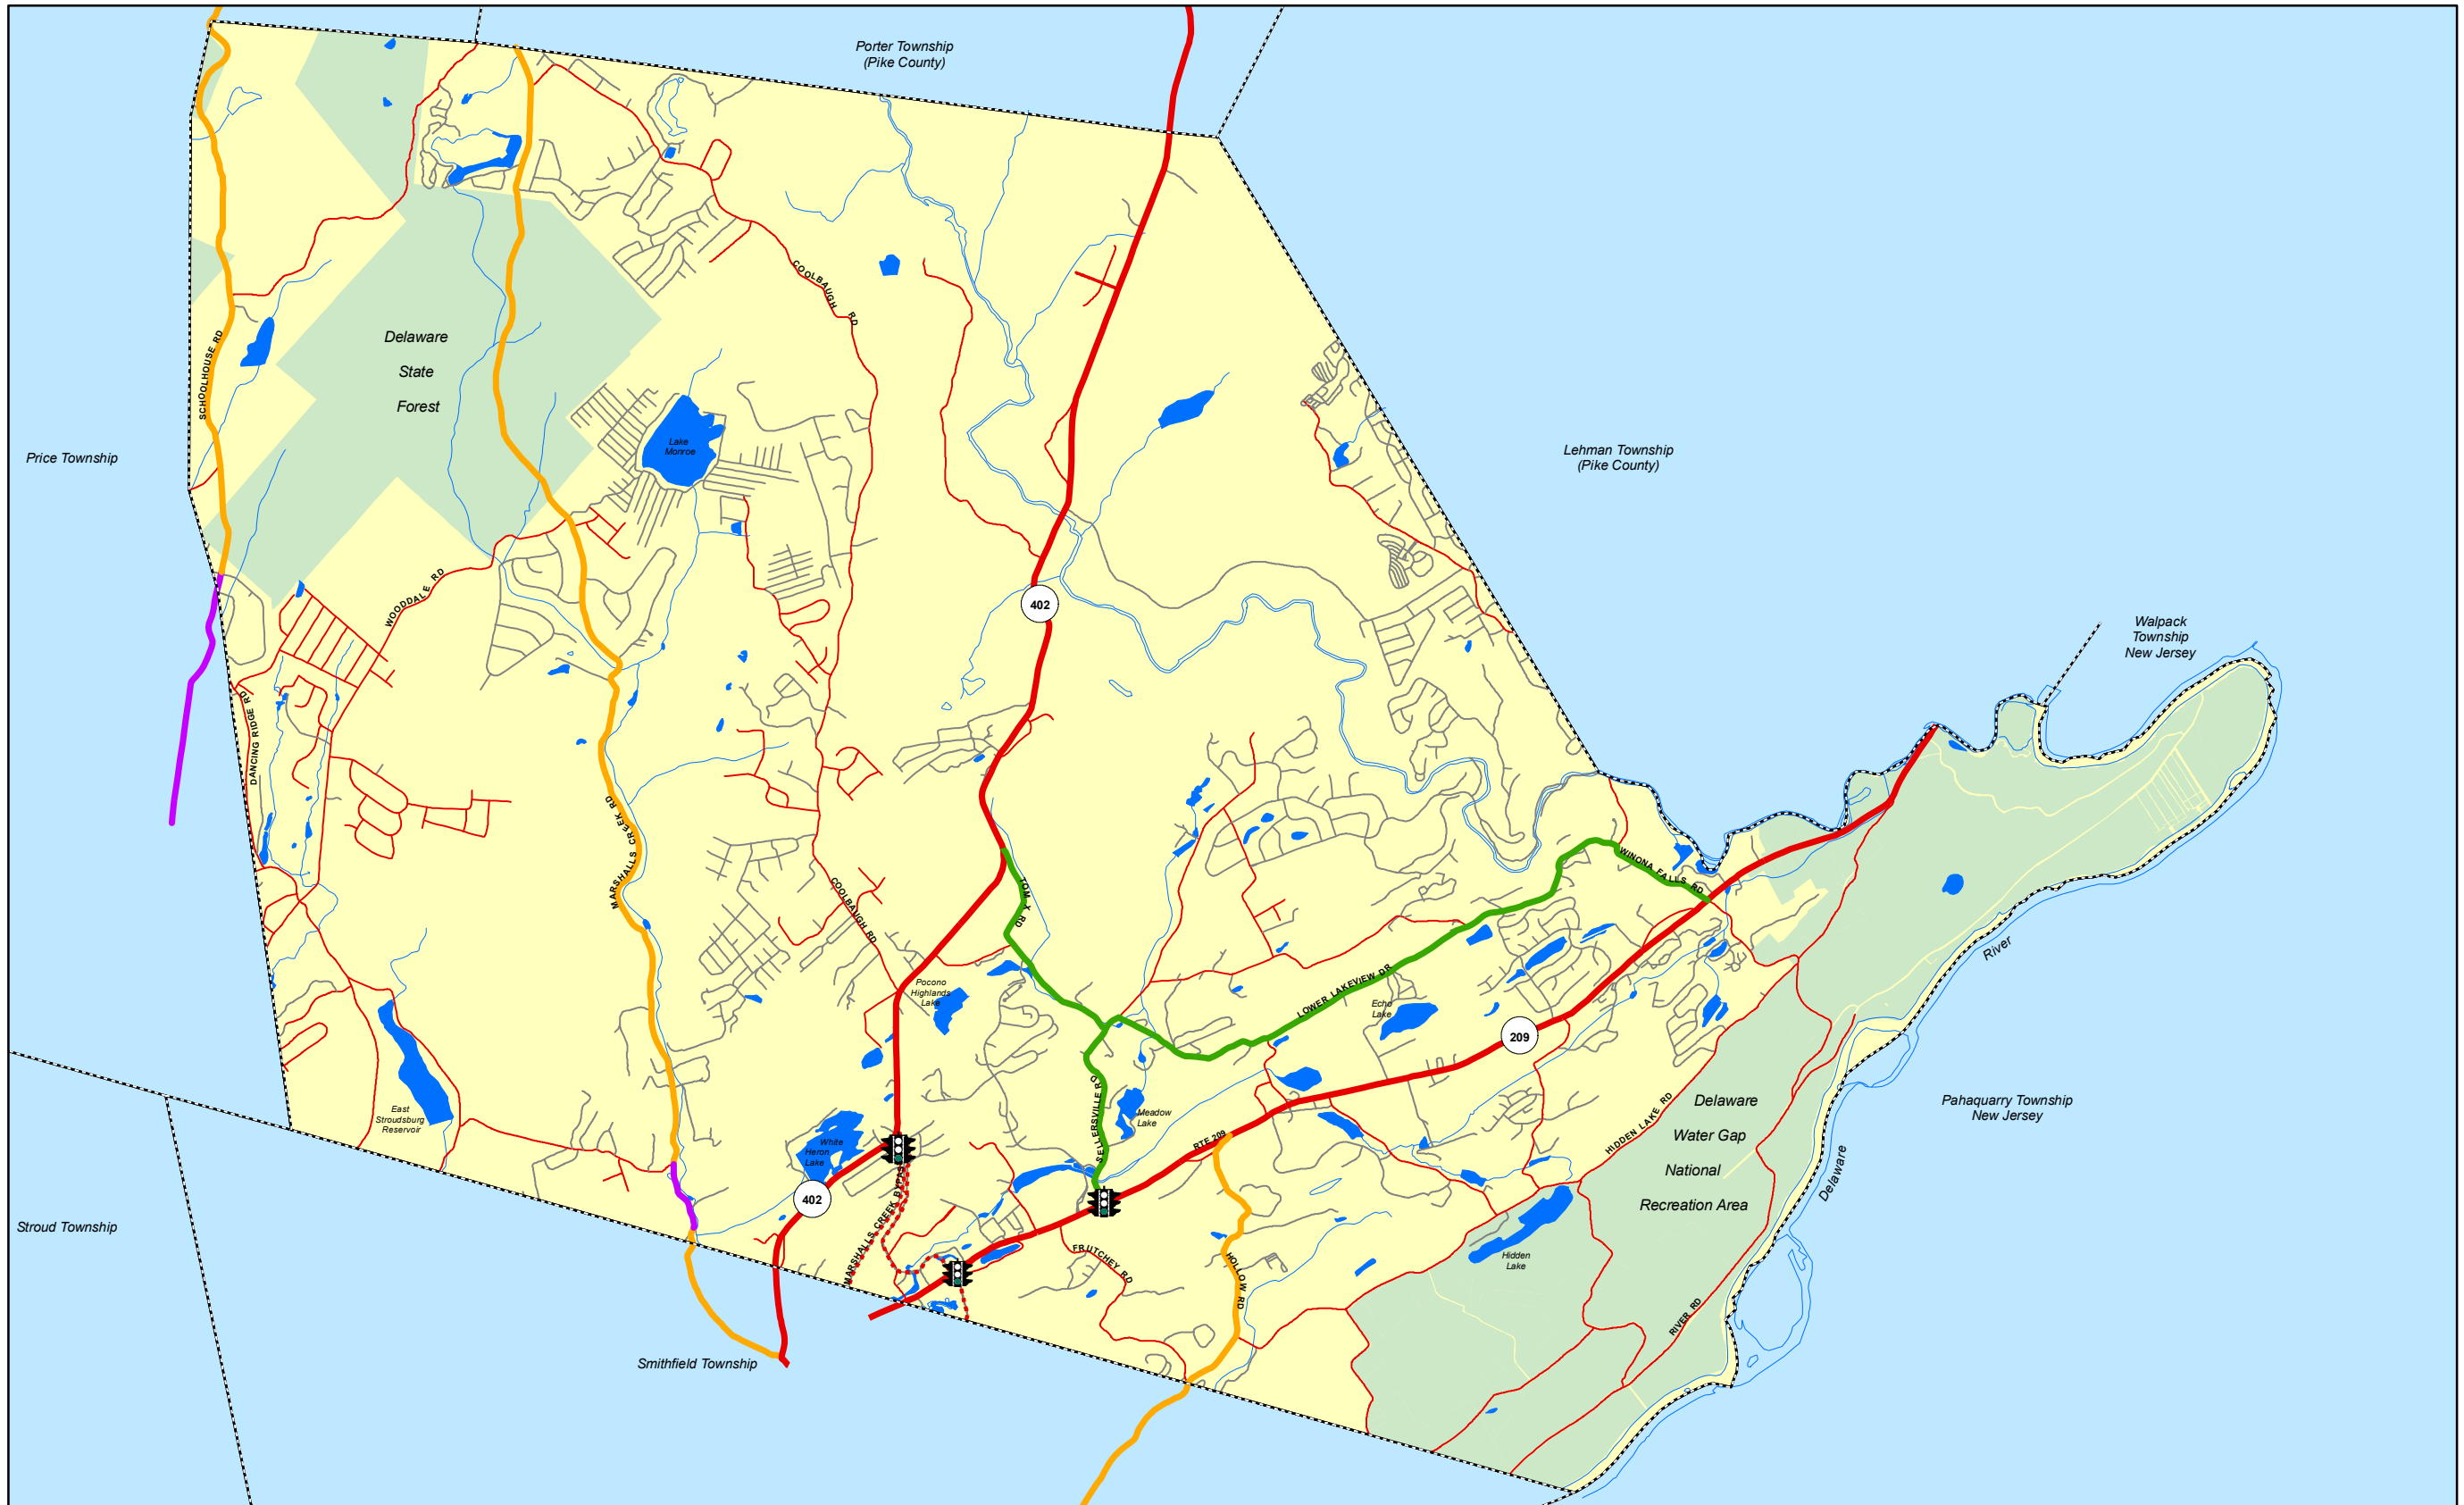 Porter Township
(Pike County)
COOLBAUGH RD
SCHOOLHOUSE RD
Delaware
State
Forest
Lake
Monroe
Price Township
Lehman Township
(Pike County)
WOODDALE RD
402
Walpack
Township
New Jersey
DANCING RIDGE RD
MARSHALLS CREEK RD
TOM X RD
COOLBAUGH RD
WINONA FALLS RD
River
LOWER LAKEVIEW DR
Pocono
Highlands
Lake
Echo
Lake
209
East
Stroudsburg
Reservoir
SELLERSVILLE RD
Meadow
Lake
HIDDEN LAKE RD
Delaware
Water Gap
National
Recreation Area
Pahaquarry Township
New Jersey
White
Heron
Lake
RTE 209
402
MARSHALLS CREEK BYPASS
Delaware
Stroud Township
FRUTCHEY RD
HOLLOW RD
Hidden
Lake
RIVER RD
Smithfield Township